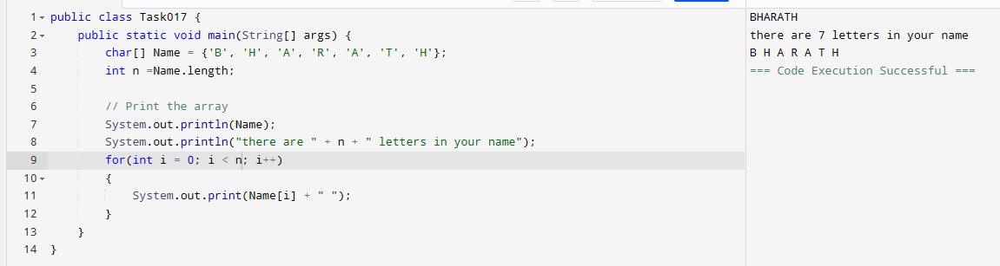 1 public class Task017 {
2     public static void main(String[] args) {
3         char[] Name = {'B', 'H', 'A', 'R', 'A', 'T', 'H'};
4         int n =Name.length;
5
6         // Print the array
7         System.out.println(Name);
8         System.out.println("there are " + n + " letters in your name");
9         for(int i = 0; i < n; i++)
10         {
11             System.out.print(Name[i] + " ");
12         }
13     }
14 }
BHARATH
there are 7 letters in your name
B H A R A T H
=== Code Execution Successful ===